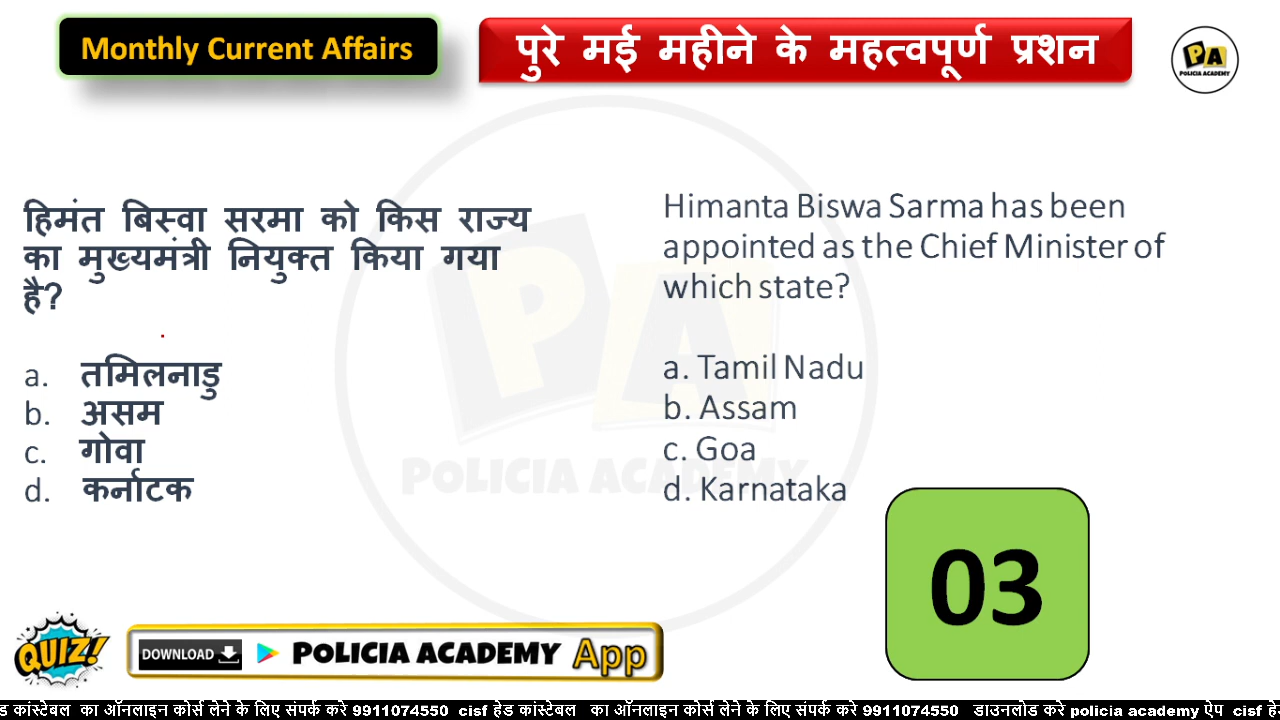 Monthly Current Affairs
पुरे मई महीने के महत्वपूर्ण प्रशन
PA
POLICIA ACADEMY
हिमंत बिस्वा सरमा को किस राज्य
का मुख्यमंत्री नियुक्त किया गया
है?
a. तमिलनाडु
b. असम
c. गोवा
d. कर्नाटक
Himanta Biswa Sarma has been
appointed as the Chief Minister of
which state?
a. Tamil Nadu
b. Assam
c. Goa
d. Karnataka
PA
POLICIA ACADEMY
03
QUIZ!
DOWNLOAD POLICIA ACADEMY App
कांस्टेबल का ऑनलाइन कोर्स लेने के लिए संपर्क करे 9911074550 cisf हेड कांस्टेबल का ऑनलाइन कोर्स लेने के लिए संपर्क करे 9911074550 डाउनलोड करे policia academy ऐप cisf